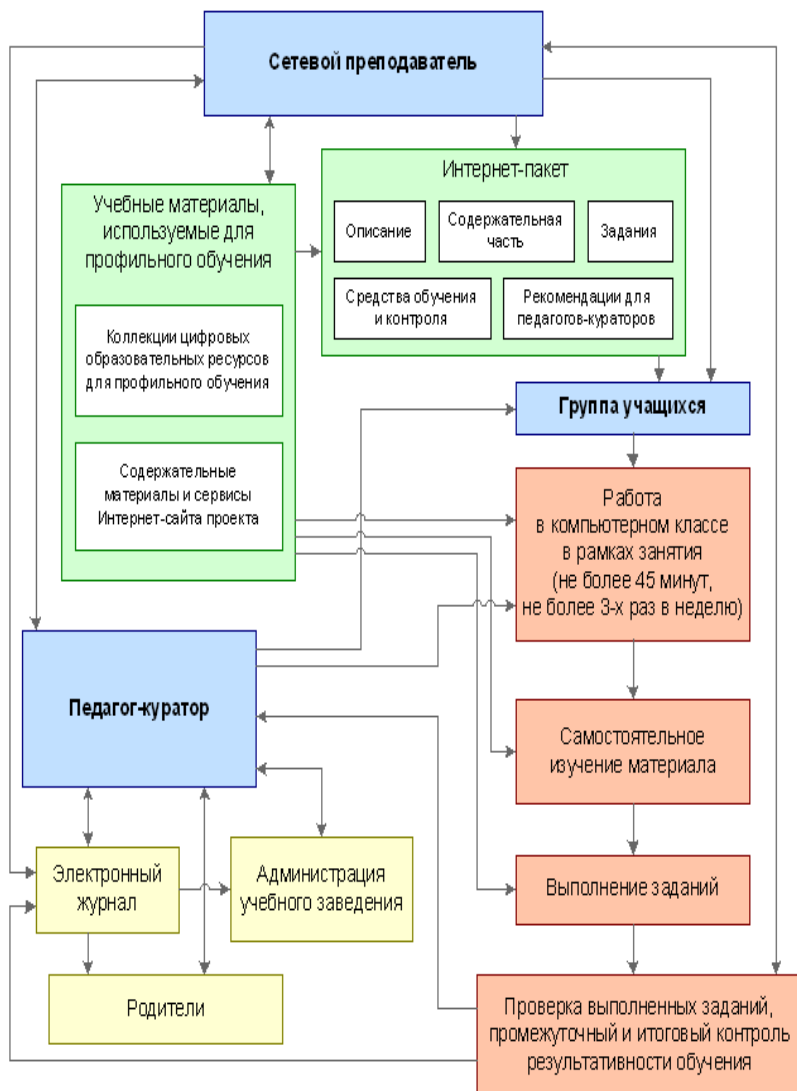 Сетевой преподаватель
Интернет-пакет
Описание
Содержательная
часть
Задания
Средства обучения
и контроля
Рекомендации для
педагогов-кураторов
Учебные материалы,
используемые для
профильного обучения
Коллекции цифровых
образовательных ресурсов
для профильного обучения
Содержательные
материалы и сервисы
Интернет-сайта проекта
Группа учащихся
Работа
в компьютерном классе
в рамках занятия
(не более 45 минут,
не более 3-х раз в неделю)
Педагог-куратор
Самостоятельное
изучение материала
Электронный
журнал
Администрация
учебного заведения
Выполнение заданий
Родители
Проверка выполненных заданий,
промежуточный и итоговый контроль
результативности обучения